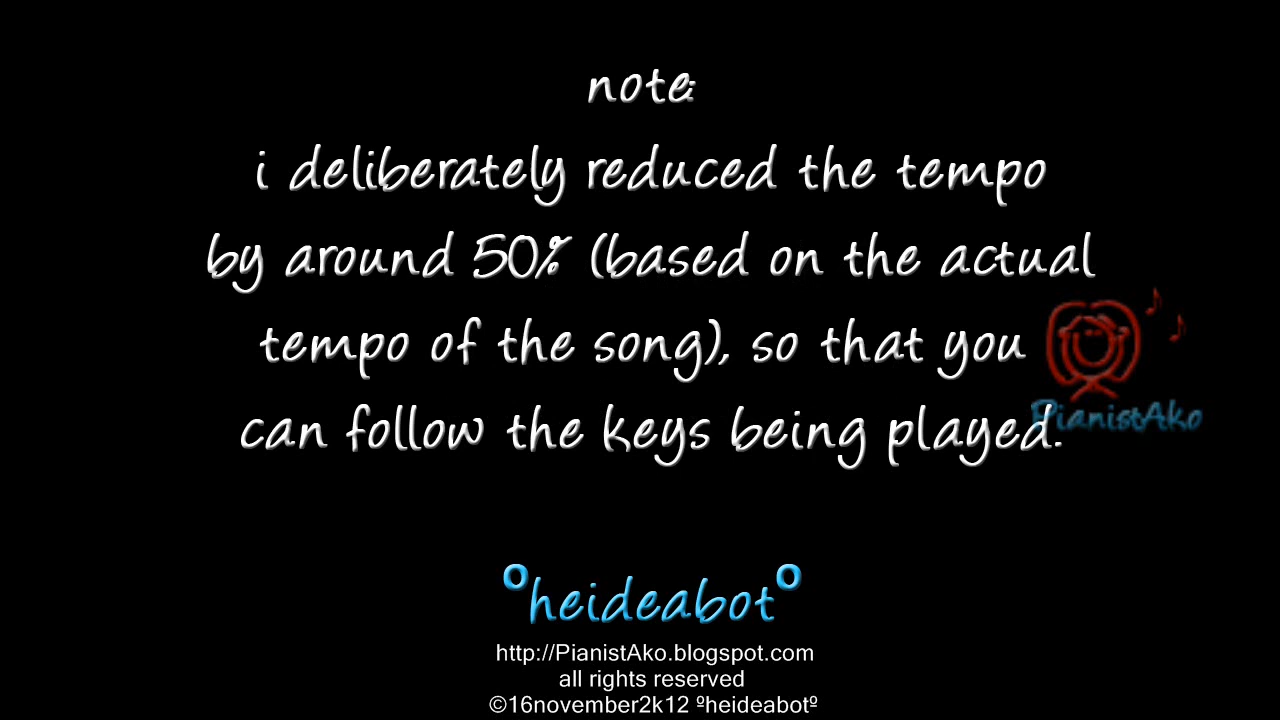 note:
i deliberately reduced the tempo
by around 50% (based on the actual
tempo of the song), so that you
can follow the keys being played.
PianistAko
ºheideabotº
http://PianistAko.blogspot.com
all rights reserved
©16november2k12 ºheideabotº